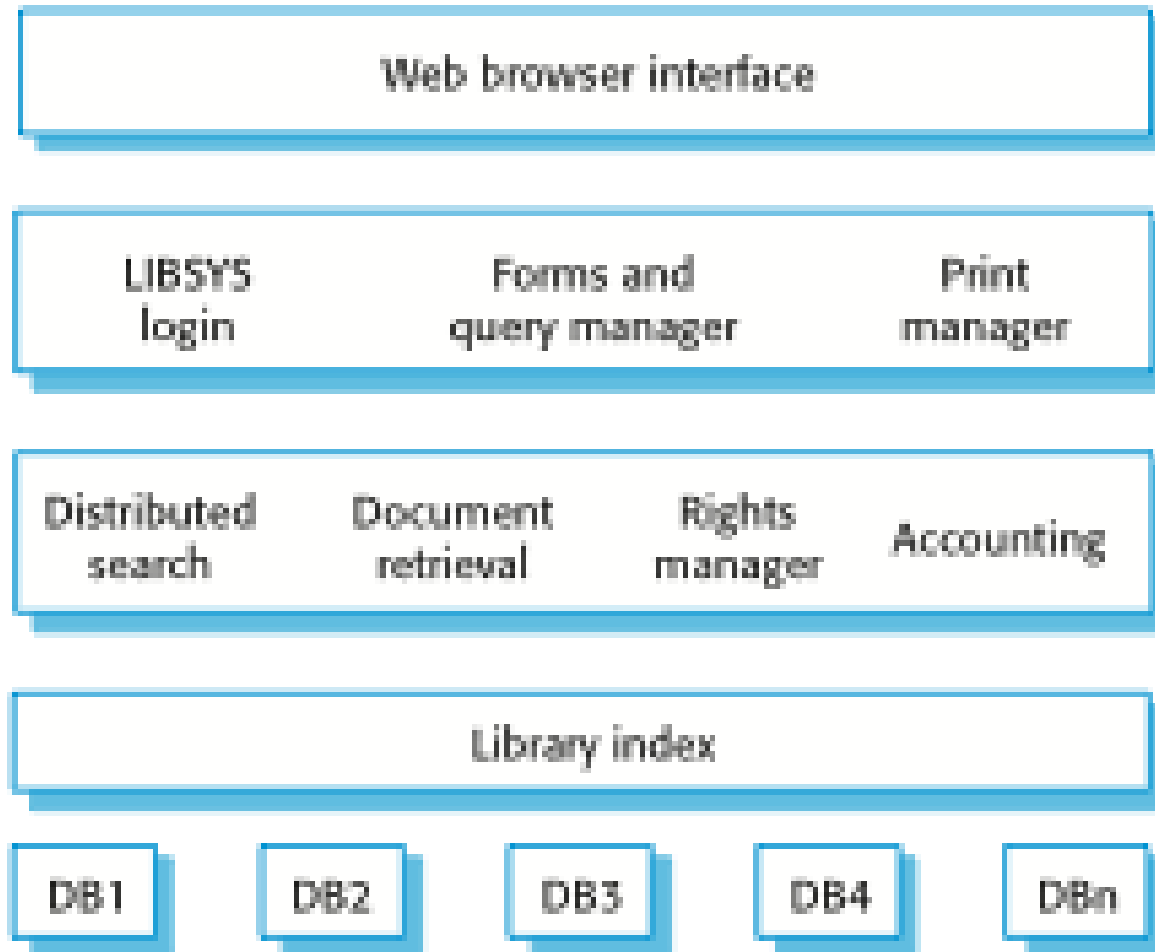 Web browser interface
LIBSYS Forms and Print
login query manager manager
Distributed Document Rights Accounting
search retrieval manager
Library index
DB1 DB2 DB3 DB4 DBn